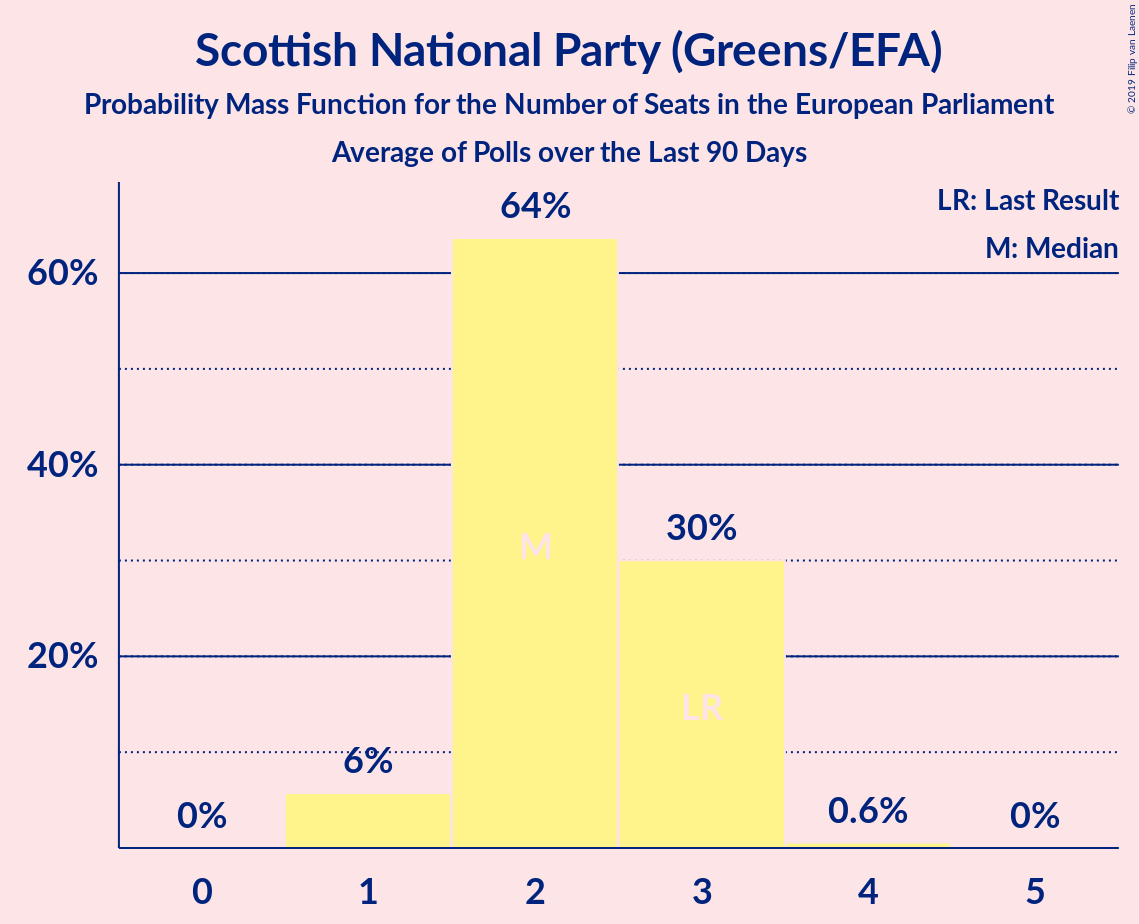 Scottish National Party (Greens/EFA)
Probability Mass Function for the Number of Seats in the European Parliament
Average of Polls over the Last 90 Days
© 2019 Filip van Laenen
LR: Last Result
M: Median
64%
60%
40%
M
30%
20%
LR
6%
0%
0.6%
0%
0 1 2 3 4 5